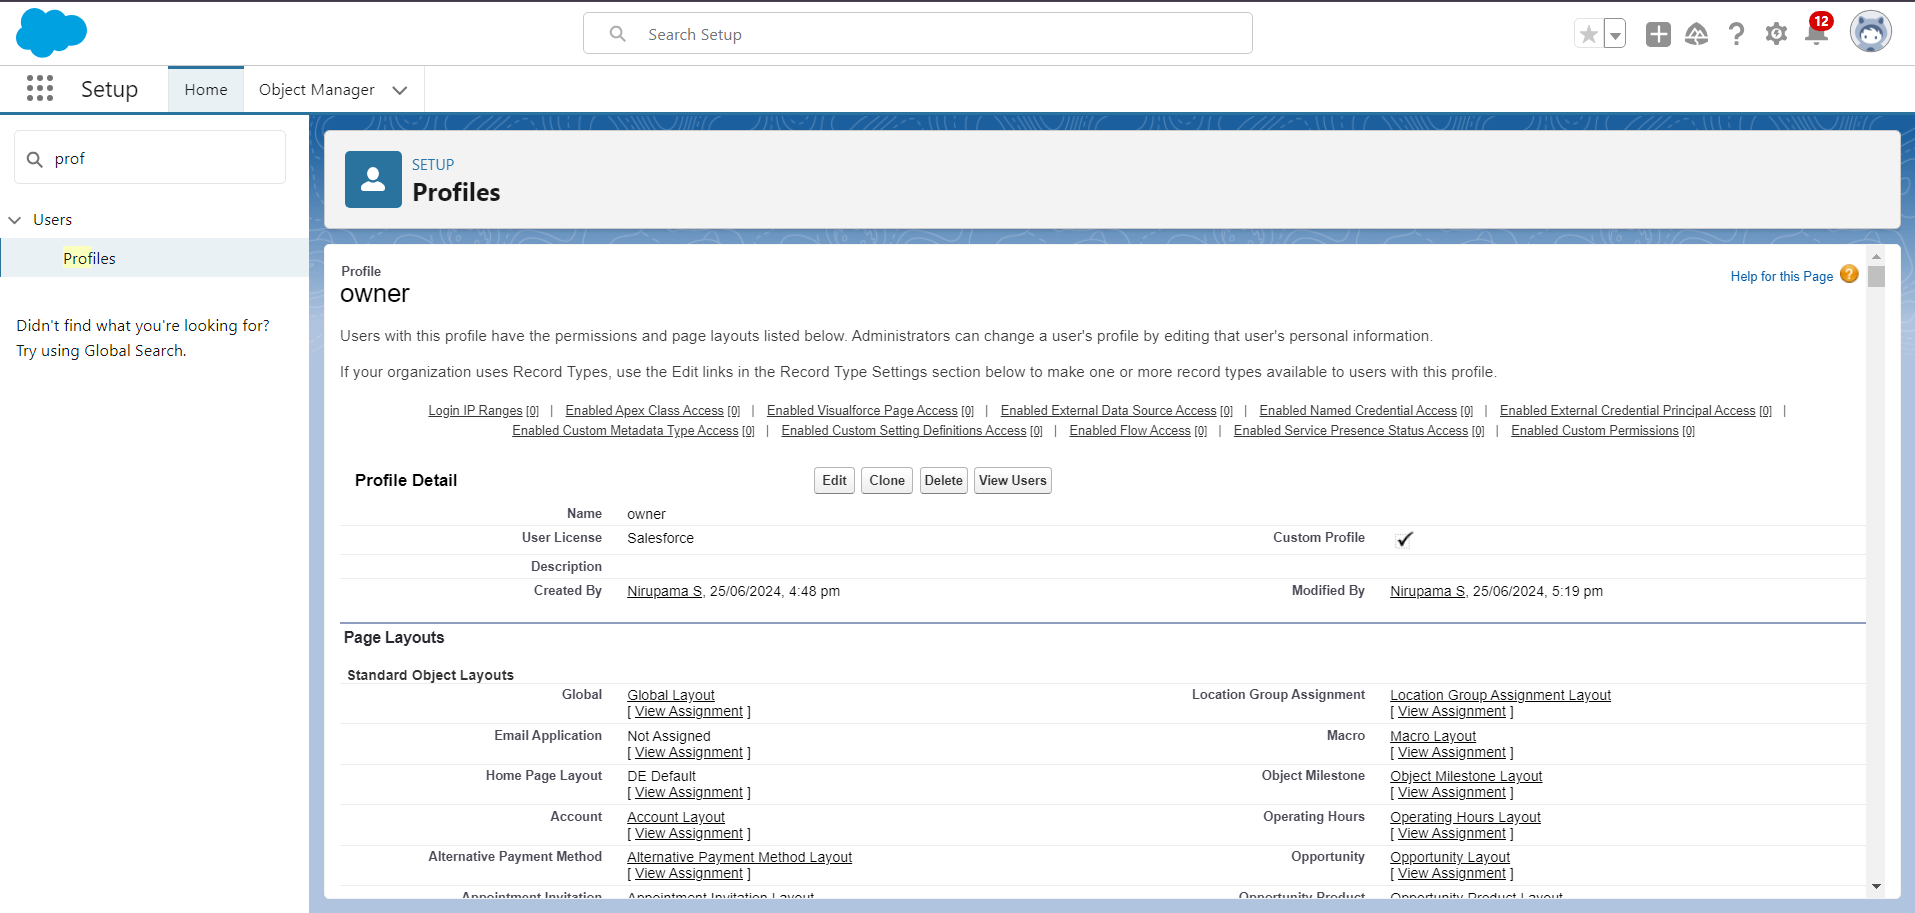 Search Setup
12
Setup
Home
Object Manager
prof
Users
Profiles
Didn't find what you're looking for?
Try using Global Search.
SETUP
Profiles
Profile
owner
Help for this Page ?
Users with this profile have the permissions and page layouts listed below. Administrators can change a user's profile by editing that user's personal information.
If your organization uses Record Types, use the Edit links in the Record Type Settings section below to make one or more record types available to users with this profile.
Login IP Ranges [0] | Enabled Apex Class Access [0] | Enabled Visualforce Page Access [0] | Enabled External Data Source Access [0] | Enabled Named Credential Access [0] | Enabled External Credential Principal Access [0] |
Enabled Custom Metadata Type Access [0] | Enabled Custom Setting Definitions Access [0] | Enabled Flow Access [0] | Enabled Service Presence Status Access [0] | Enabled Custom Permissions [0]
Profile Detail
Edit Clone Delete View Users
Name owner
User License Salesforce Custom Profile
Description
Created By Nirupama S, 25/06/2024, 4:48 pm Modified By Nirupama S, 25/06/2024, 5:19 pm
Page Layouts
Standard Object Layouts
Global Global Layout Location Group Assignment Location Group Assignment Layout
[ View Assignment ] [ View Assignment ]
Email Application Not Assigned Macro Macro Layout
[ View Assignment ] [ View Assignment ]
Home Page Layout DE Default Object Milestone Object Milestone Layout
[ View Assignment ] [ View Assignment ]
Account Account Layout Operating Hours Operating Hours Layout
[ View Assignment ] [ View Assignment ]
Alternative Payment Method Alternative Payment Method Layout Opportunity Opportunity Layout
[ View Assignment ] [ View Assignment ]
Appointment Invitation Appointment Invitation Layout Opportunity Product Opportunity Product Layout